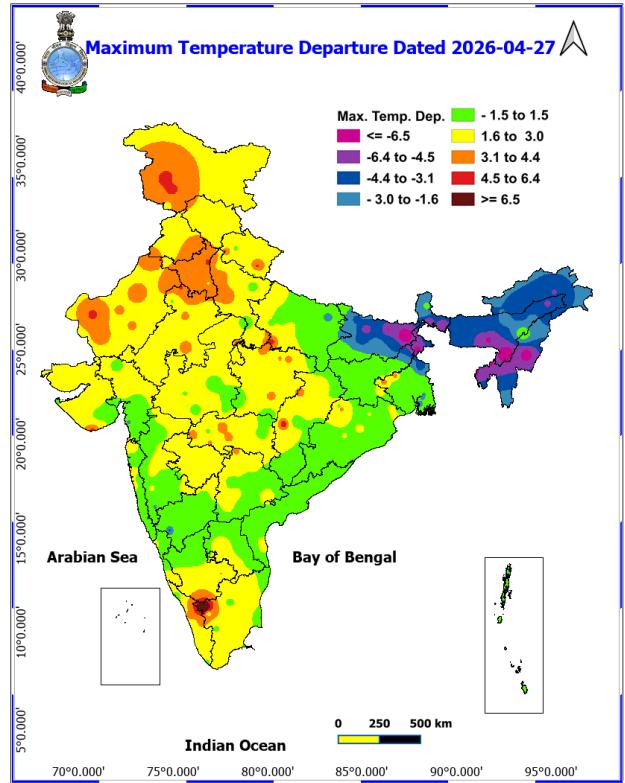 Maximum Temperature Departure Dated 2026-04-27
Max. Temp. Dep.
<= -6.5
-6.4 to -4.5
-4.4 to -3.1
- 3.0 to -1.6
- 1.5 to 1.5
1.6 to 3.0
3.1 to 4.4
4.5 to 6.4
>= 6.5
40°0.000'
35°0.000'
30°0.000'
25°0.000'
20°0.000'
15°0.000'
10°0.000'
5°0.000'
Arabian Sea
Bay of Bengal
Indian Ocean
0 250 500 km
70°0.000' 75°0.000' 80°0.000' 85°0.000' 90°0.000' 95°0.000'